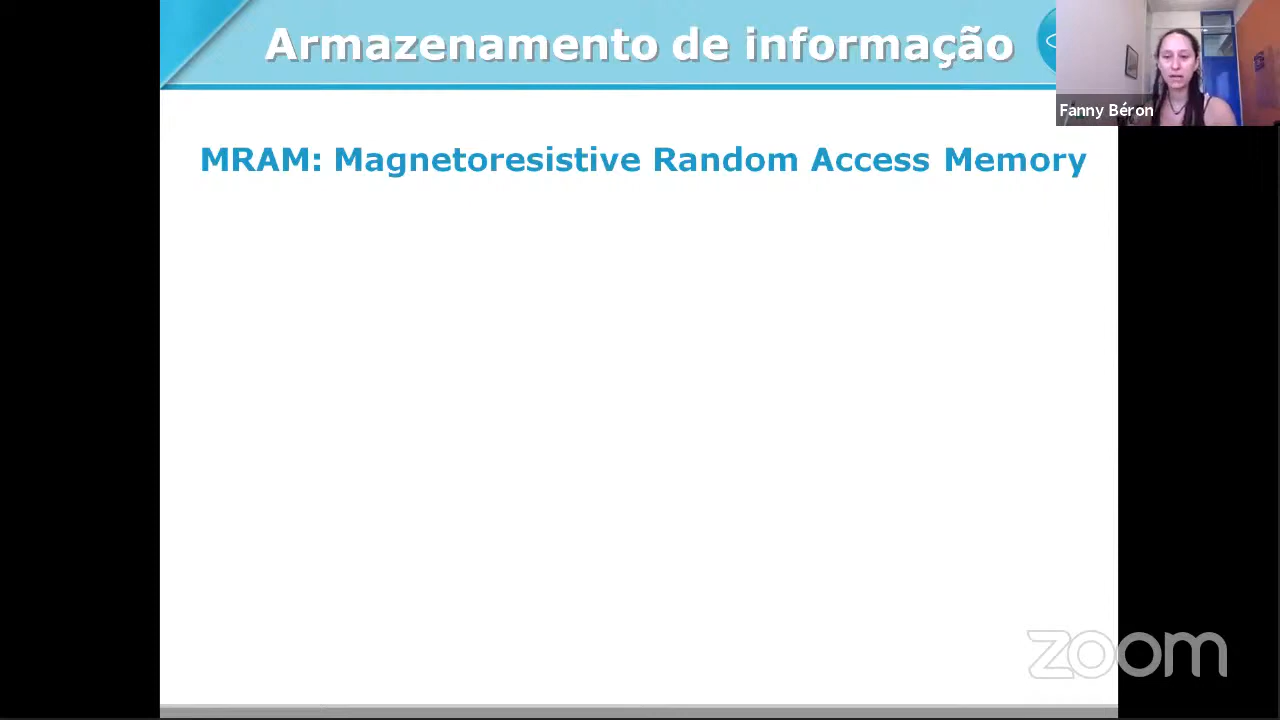 Armazenamento de informação
Fanny Béron
MRAM: Magnetoresistive Random Access Memory
zoom